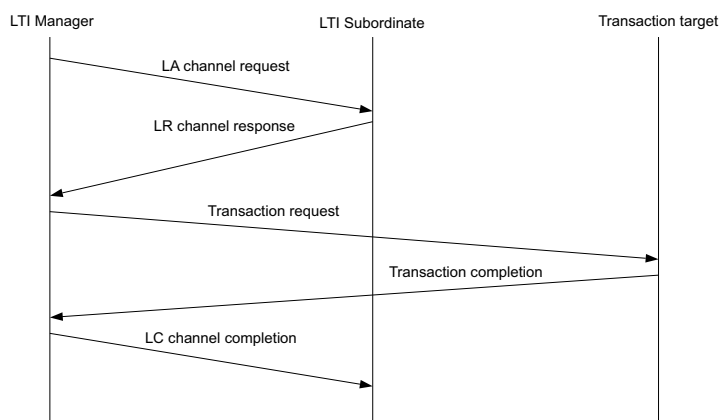 LTI Manager
LTI Subordinate
Transaction target
LA channel request
LR channel response
Transaction request
Transaction completion
LC channel completion